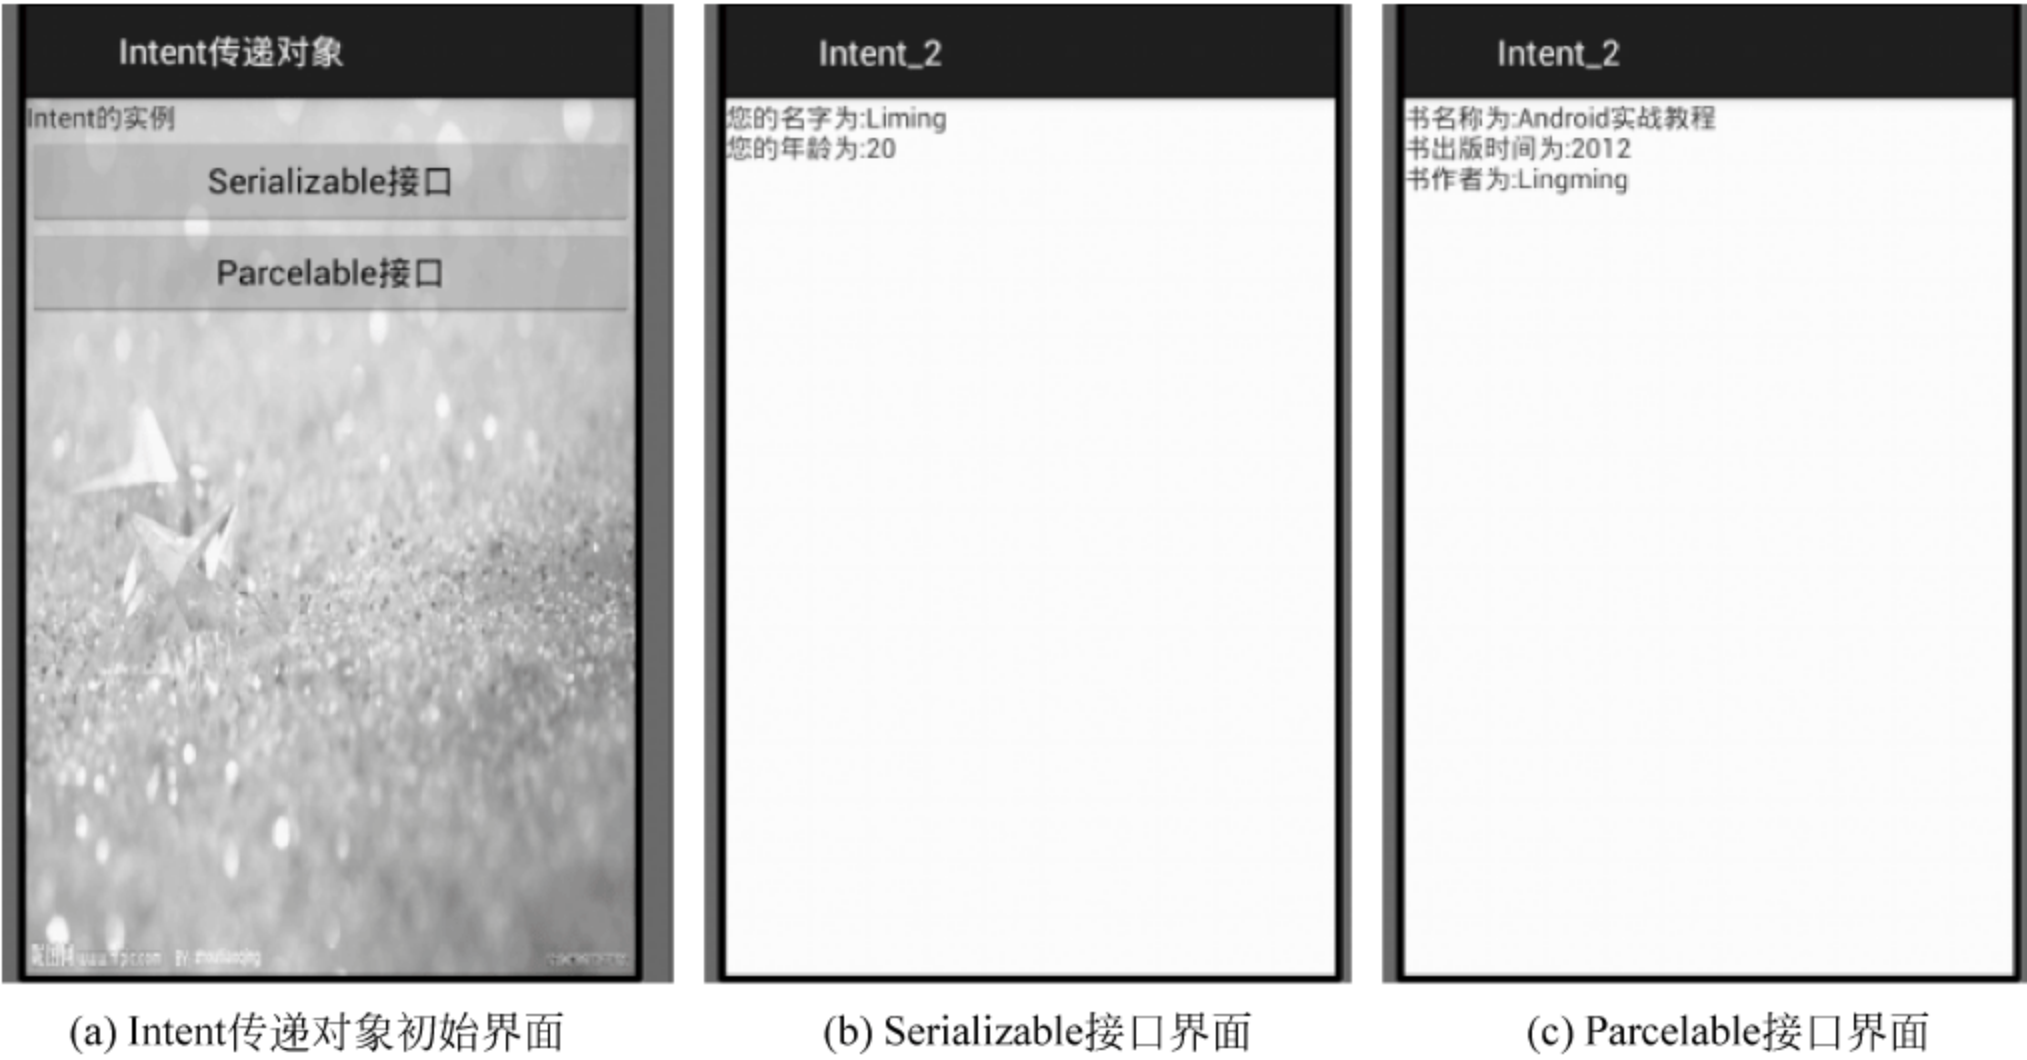 Intent传递对象
Intent的实例
Serializable接口
Parcelable接口
(a) Intent传递对象初始界面
Intent_2
您的名字为:Liming
您的年龄为:20
(b) Serializable接口界面
Intent_2
书名称为:Android实战教程
书出版时间为:2012
书作者为:Lingming
(c) Parcelable接口界面